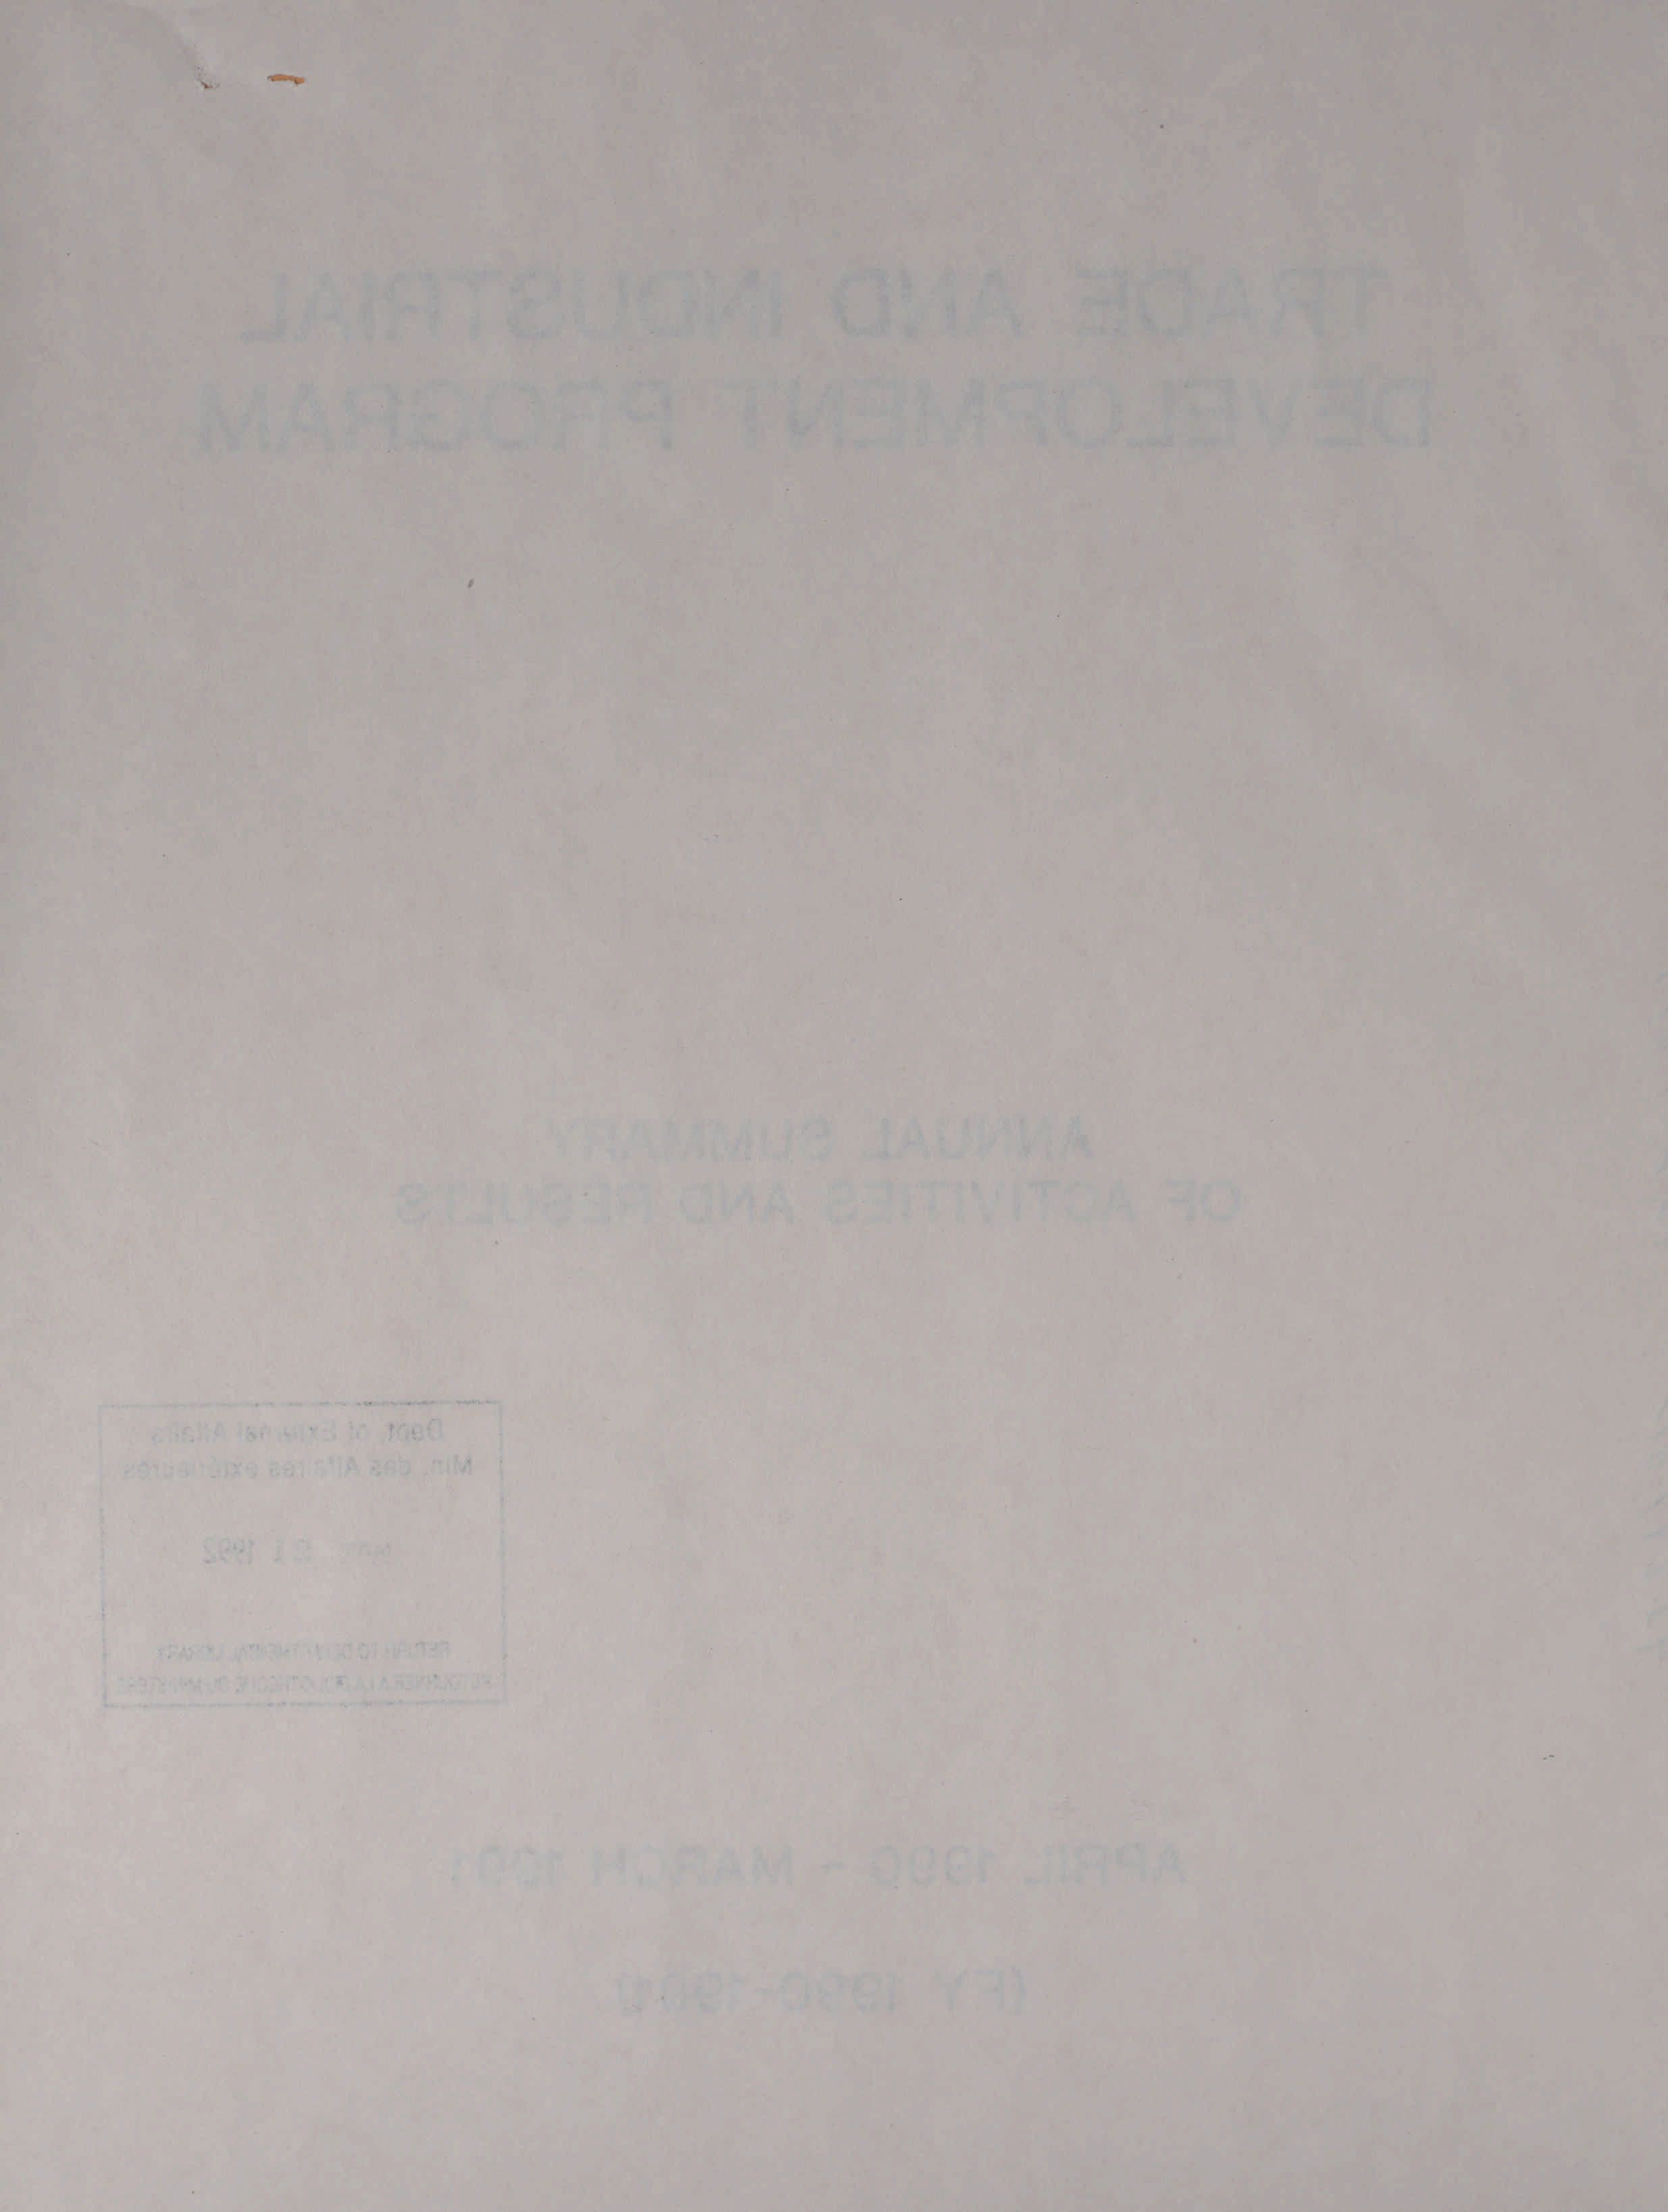 TRADE AND INDUSTRIAL
DEVELOPMENT PROGRAM
ANNUAL SUMMARY
OF ACTIVITIES AND RESULTS
Dept. of External Affairs
Min. des Affaires extérieures
1992
RETURN TO DEPARTMENTAL LIBRARY
RETOURNER A LA BIBLIOTHEQUE DU MINISTERE
APRIL 1990 - MARCH 1991
(FY 1990-1991)